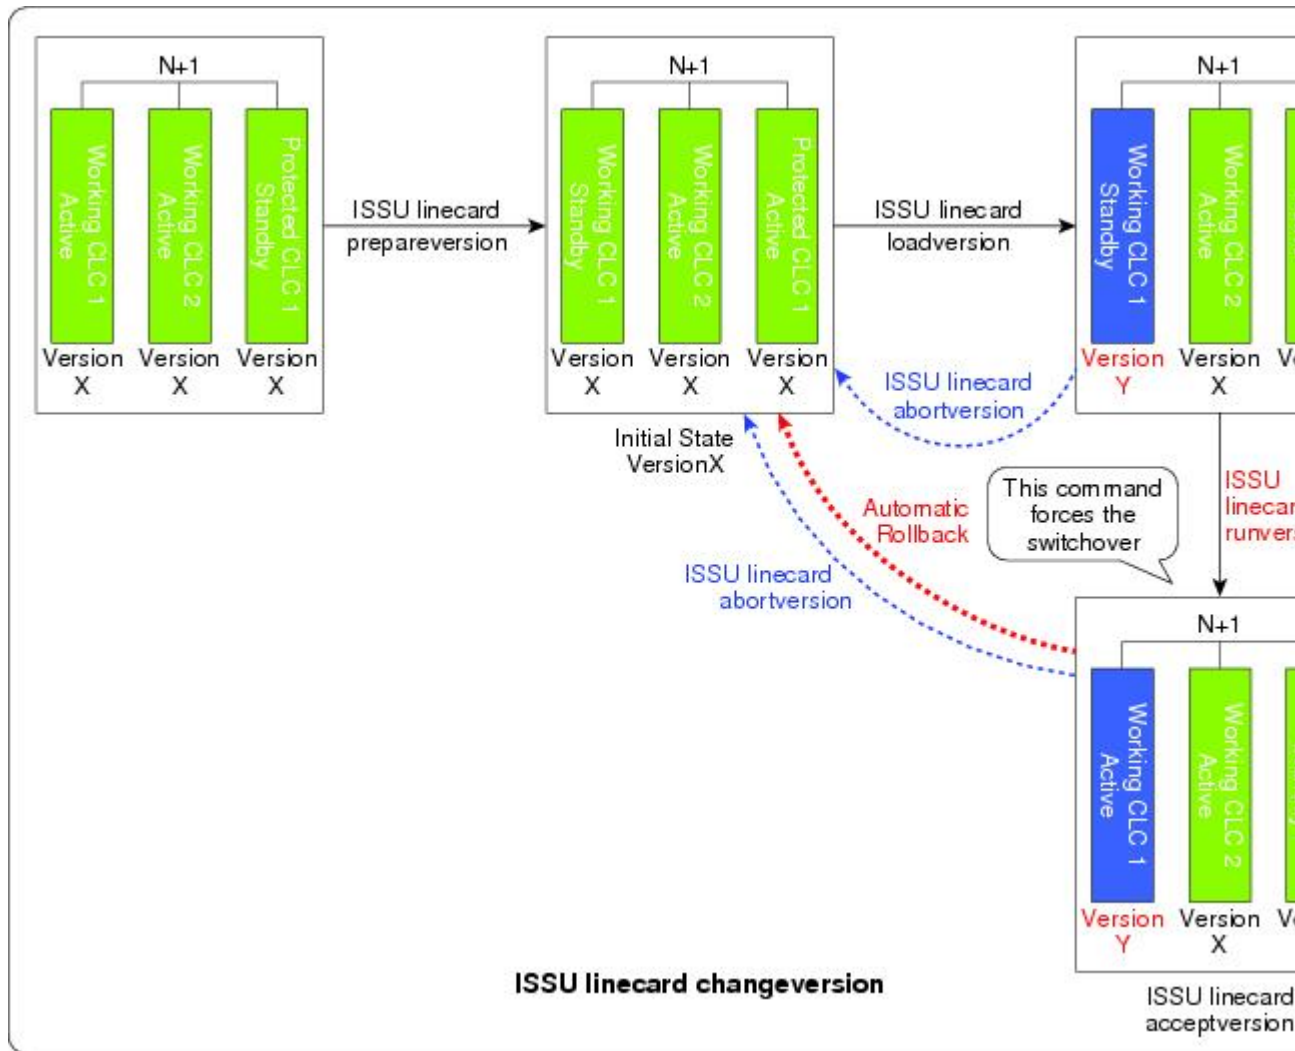 N+1
Working CLC 1
Active
Working CLC 2
Active
Protected CLC 1
Standby
Version
X
Version
X
Version
X
ISSU linecard
prepareversion
N+1
Working CLC 1
Standby
Working CLC 2
Active
Protected CLC 1
Active
Version
X
Version
X
Version
X
Initial State
VersionX
ISSU linecard
loadversion
N+1
Working CLC 1
Standby
Working CLC 2
Active
Version
Y
Version
X
ISSU linecard
abortversion
ISSU
This command
forces the
switchover
Automatic
Rollback
ISSU linecard
abortversion
N+1
Working CLC 1
Active
Working CLC 2
Active
Version
Y
Version
X
ISSU linecard changeversion
ISSU linecard
acceptversion